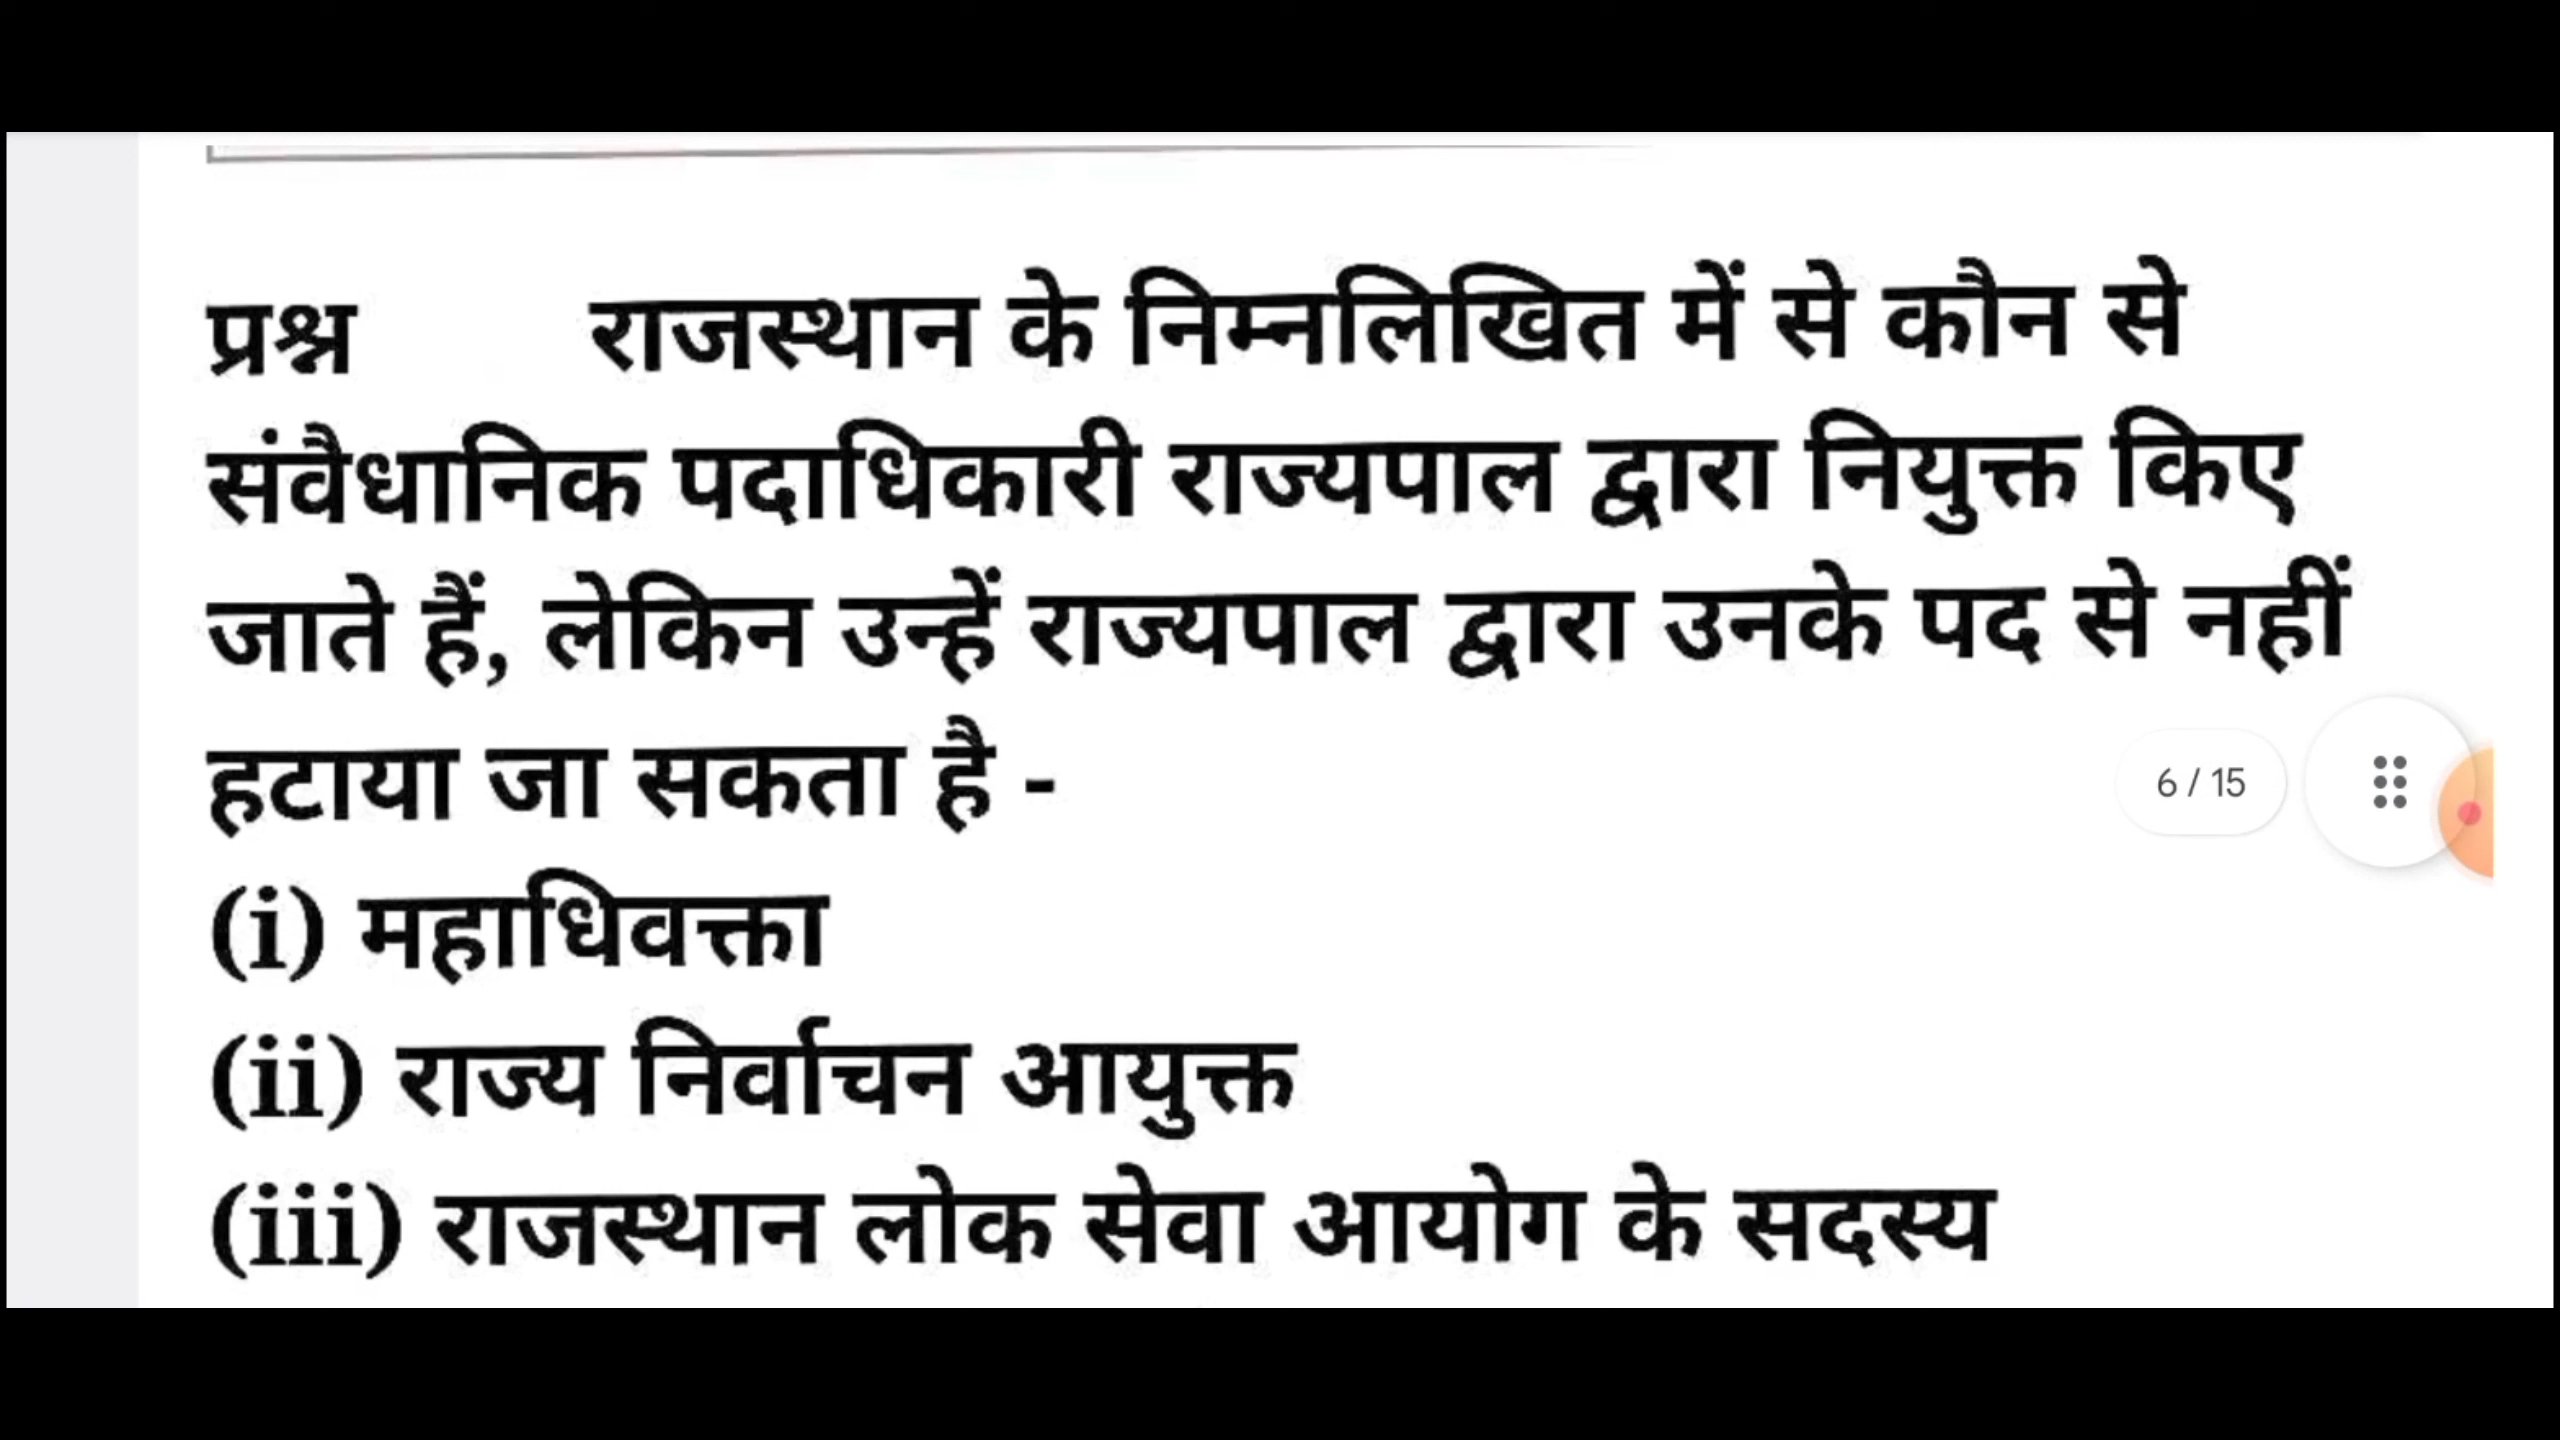 प्रश्न राजस्थान के निम्नलिखित में से कौन से
संवैधानिक पदाधिकारी राज्यपाल द्वारा नियुक्त किए
जाते हैं, लेकिन उन्हें राज्यपाल द्वारा उनके पद से नहीं
हटाया जा सकता है -
6 / 15
(i) महाधिवक्ता
(ii) राज्य निर्वाचन आयुक्त
(iii) राजस्थान लोक सेवा आयोग के सदस्य